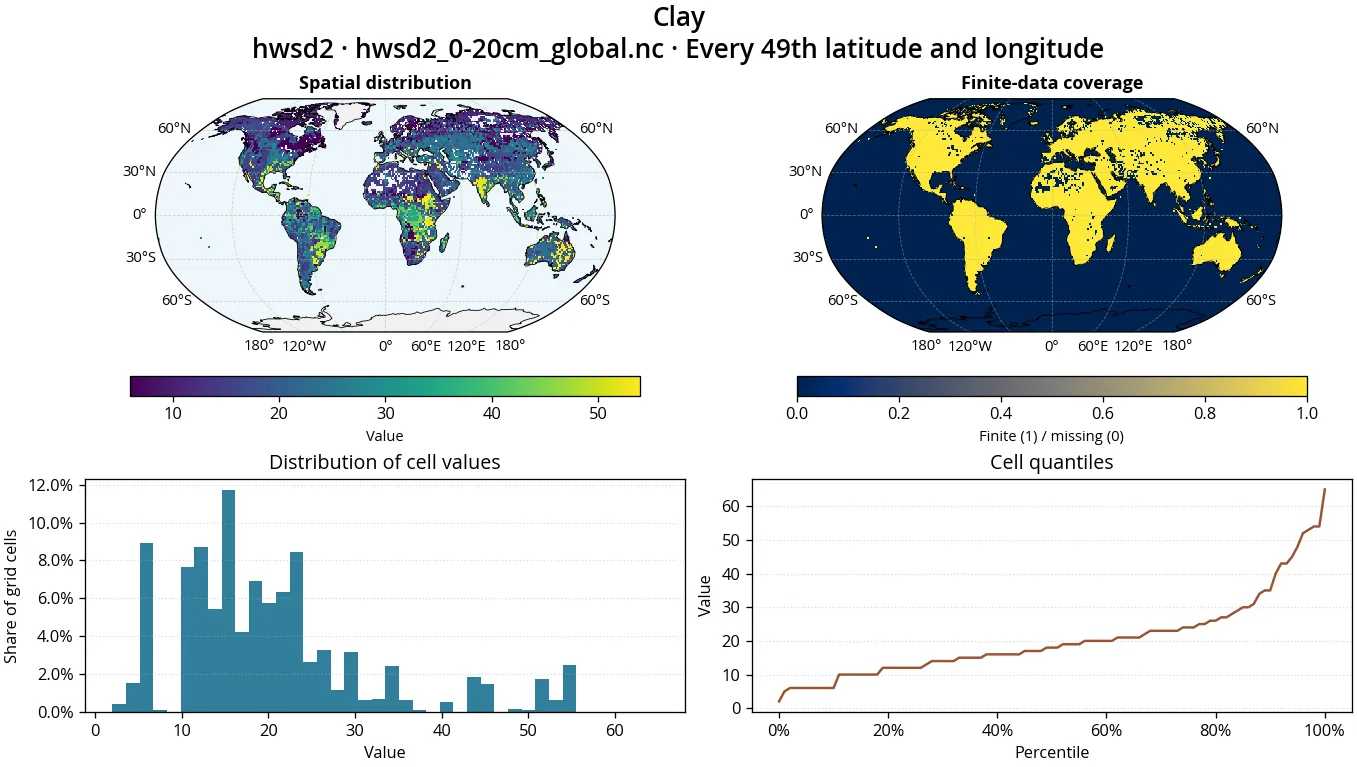 Clay
hwsd2 · hwsd2_0-20cm_global.nc · Every 49th latitude and longitude
Spatial distribution
60°N
60°N
30°N
0°
30°S
60°S
60°S
180°
120°W
0°
60°E
120°E
180°
10
20
30
40
50
Value
Finite-data coverage
60°N
60°N
30°N
0°
30°S
60°S
60°S
180°
120°W
0°
60°E
120°E
180°
0.0
0.2
0.4
0.6
0.8
1.0
Finite (1) / missing (0)
Distribution of cell values
Share of grid cells
12.0%
10.0%
8.0%
6.0%
4.0%
2.0%
0.0%
0
10
20
30
40
50
60
Value
Cell quantiles
Value
60
50
40
30
20
10
0
0%
20%
40%
60%
80%
100%
Percentile